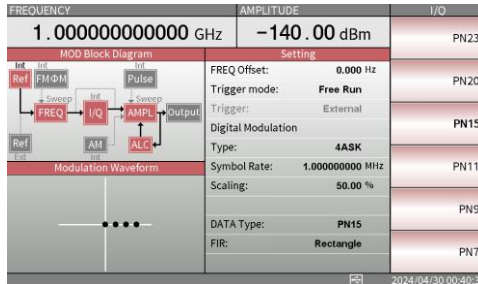 FREQUENCY
AMPLITUDE
I/Q
1.000000000000 GHz
-140.00 dBm
MOD Block Diagram
Int
Int
Int
Ref
FMΦM
Pulse
Sweep
Int
Sweep
FREQ
I/Q
AMPL
Output
Ref
AM
ALC
Ext
Int
Modulation Waveform
Setting
FREQ Offset: 0.000 Hz
Trigger mode: Free Run
Trigger: External
Digital Modulation
Type: 4ASK
Symbol Rate: 1.000000000 MHz
Scaling: 50.00 %
DATA Type: PN15
FIR: Rectangle
PN23
PN20
PN15
PN11
PN9
PN7
2024/04/30 00:40: